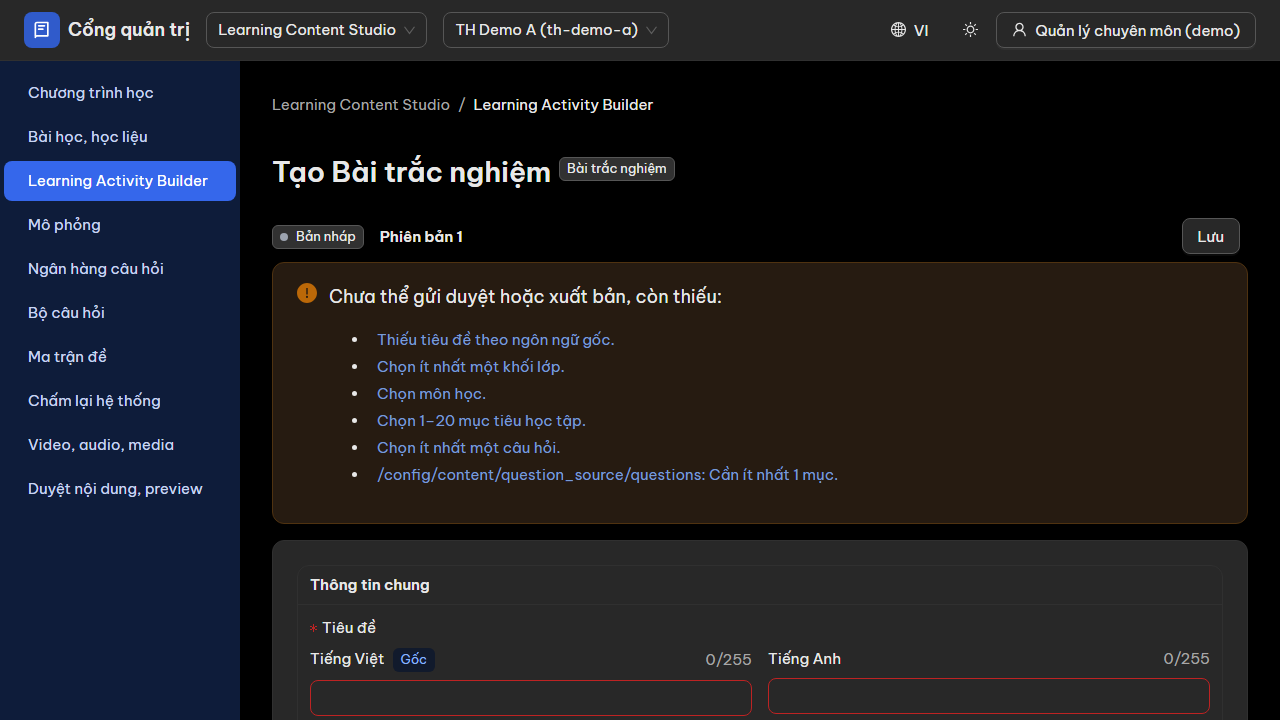 Cổng quản trị
Learning Content Studio
TH Demo A (th-demo-a)
VI
Quản lý chuyên môn (demo)
Chương trình học
Bài học, học liệu
Learning Activity Builder
Mô phỏng
Ngân hàng câu hỏi
Bộ câu hỏi
Ma trận đề
Chấm lại hệ thống
Video, audio, media
Duyệt nội dung, preview
Learning Content Studio / Learning Activity Builder
Tạo Bài trắc nghiệm Bài trắc nghiệm
Bản nháp Phiên bản 1 Lưu
Chưa thể gửi duyệt hoặc xuất bản, còn thiếu:
Thiếu tiêu đề theo ngôn ngữ gốc.
Chọn ít nhất một khối lớp.
Chọn môn học.
Chọn 1–20 mục tiêu học tập.
Chọn ít nhất một câu hỏi.
/config/content/question_source/questions: Cần ít nhất 1 mục.
Thông tin chung
* Tiêu đề
Tiếng Việt Gốc 0/255 Tiếng Anh 0/255